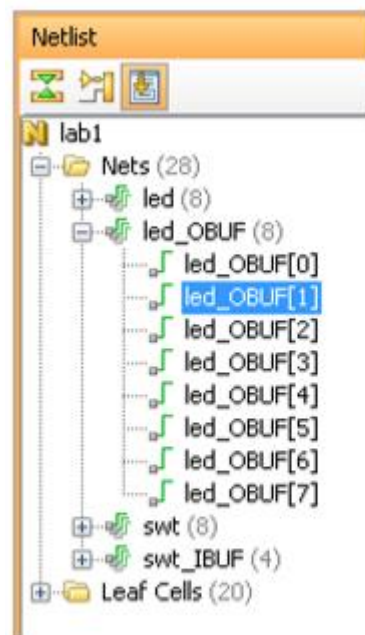 Netlist
lab1
Nets (28)
led (8)
led_OBUF (8)
led_OBUF[0]
led_OBUF[1]
led_OBUF[2]
led_OBUF[3]
led_OBUF[4]
led_OBUF[5]
led_OBUF[6]
led_OBUF[7]
swt (8)
swt_IBUF (4)
Leaf Cells (20)